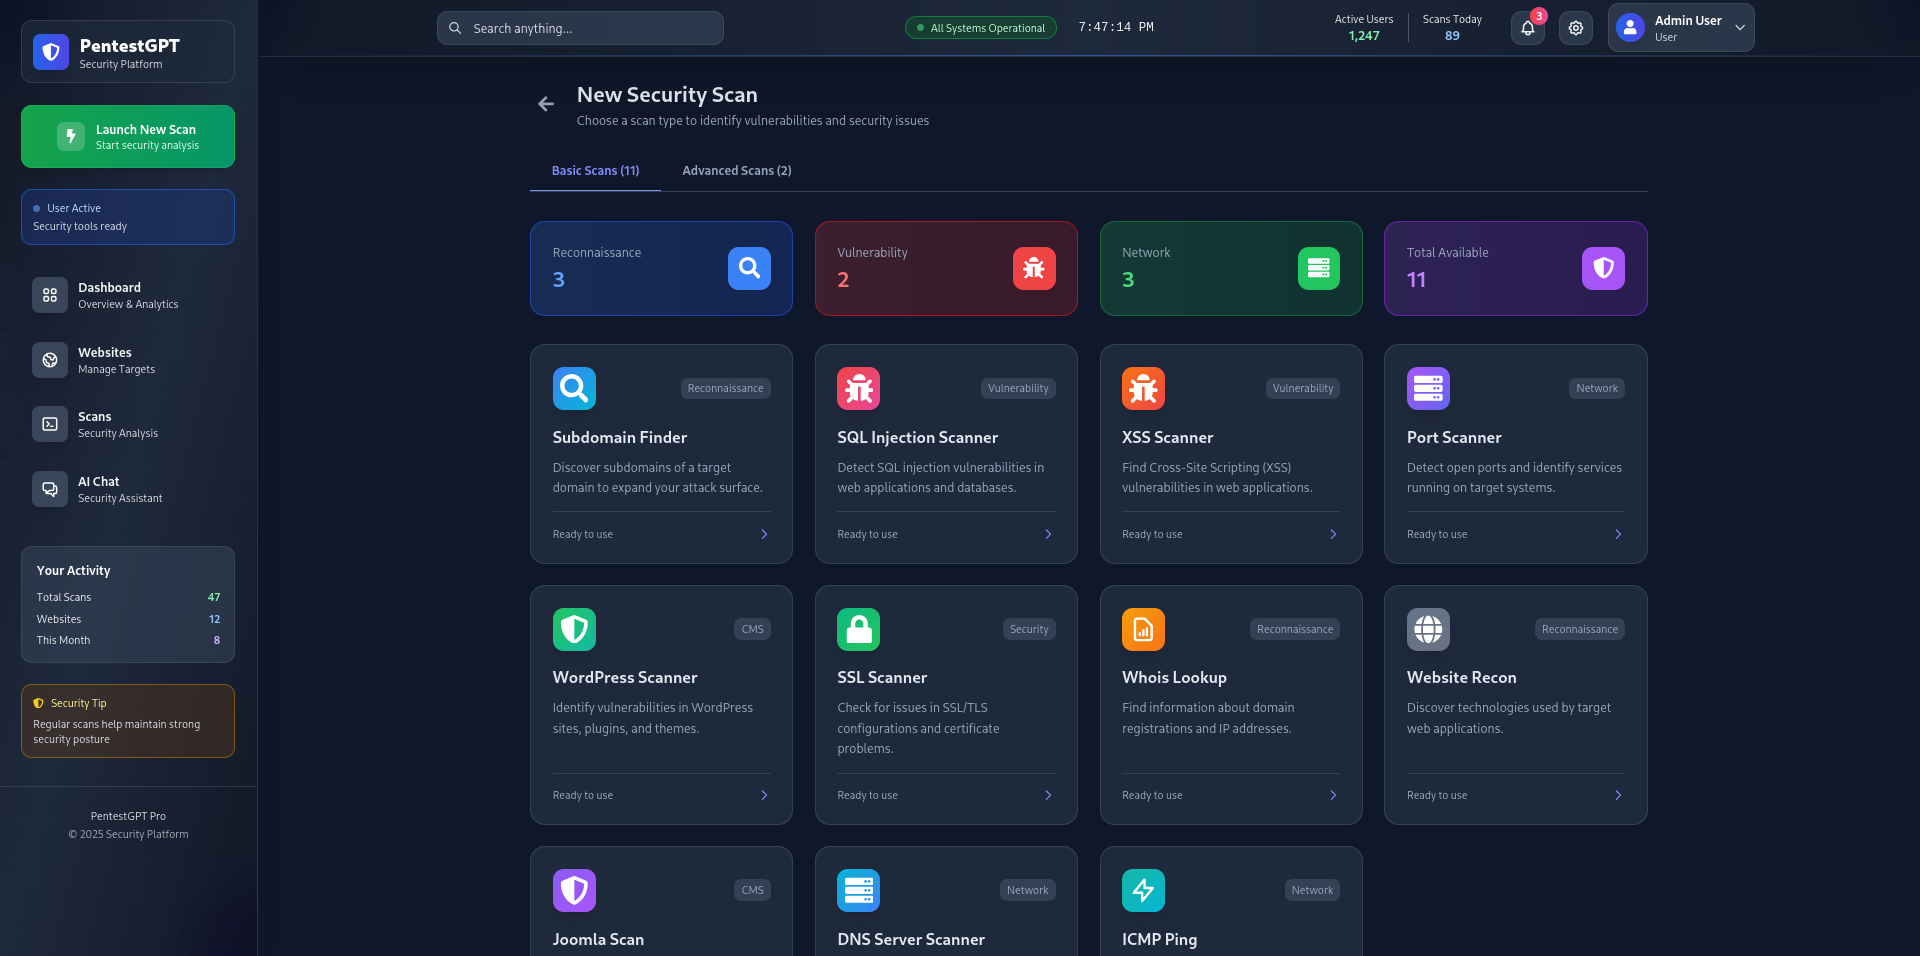 PentestGPT
Security Platform
Launch New Scan
Start security analysis
User Active
Security tools ready
Dashboard
Overview & Analytics
Websites
Manage Targets
Scans
Security Analysis
AI Chat
Security Assistant
Your Activity
Total Scans 47
Websites 12
This Month 8
Security Tip
Regular scans help maintain strong
security posture
PentestGPT Pro
© 2025 Security Platform
Search anything...
All Systems Operational
7:47:14 PM
Active Users
1,247
Scans Today
89
3
Admin User
User
New Security Scan
Choose a scan type to identify vulnerabilities and security issues
Basic Scans (11)
Advanced Scans (2)
Reconnaissance
3
Vulnerability
2
Network
3
Total Available
11
Reconnaissance
Subdomain Finder
Discover subdomains of a target
domain to expand your attack surface.
Ready to use
Vulnerability
SQL Injection Scanner
Detect SQL injection vulnerabilities in
web applications and databases.
Ready to use
Vulnerability
XSS Scanner
Find Cross-Site Scripting (XSS)
vulnerabilities in web applications.
Ready to use
Network
Port Scanner
Detect open ports and identify services
running on target systems.
Ready to use
CMS
WordPress Scanner
Identify vulnerabilities in WordPress
sites, plugins, and themes.
Ready to use
Security
SSL Scanner
Check for issues in SSL/TLS
configurations and certificate
problems.
Ready to use
Reconnaissance
Whois Lookup
Find information about domain
registrations and IP addresses.
Ready to use
Reconnaissance
Website Recon
Discover technologies used by target
web applications.
Ready to use
CMS
Joomla Scan
Network
DNS Server Scanner
Network
ICMP Ping